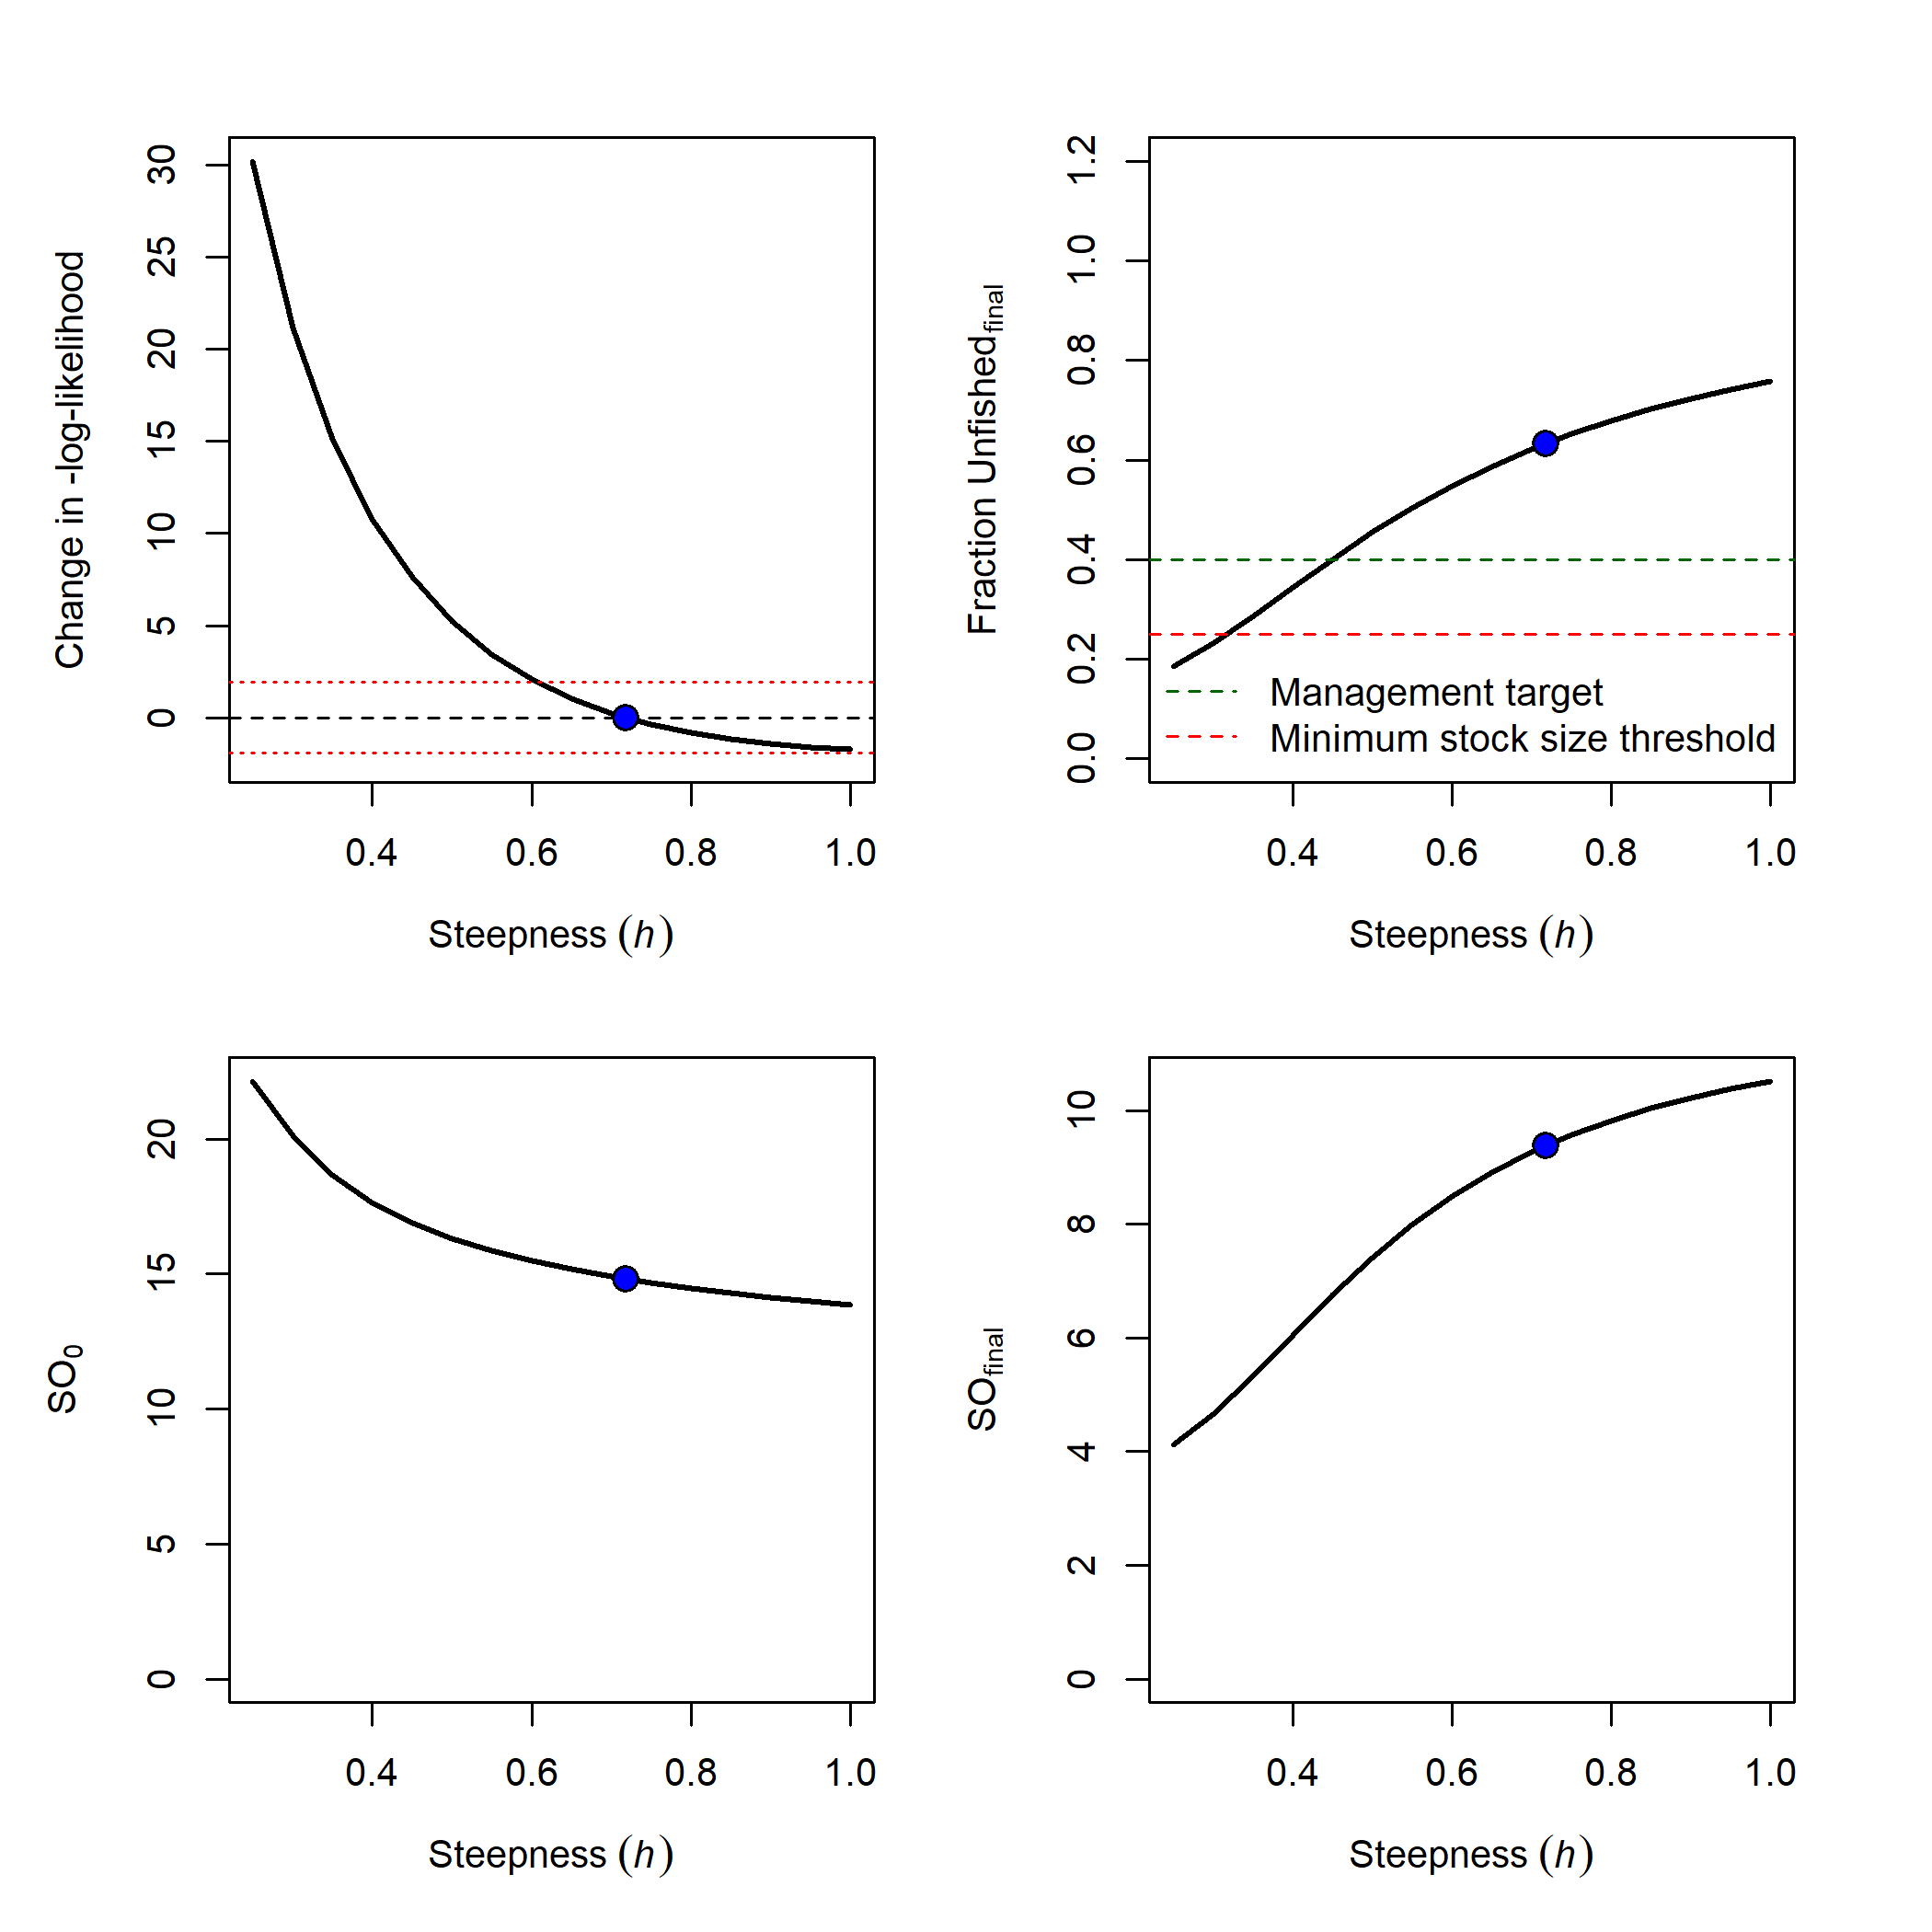 Change in -log-likelihood
30
25
20
15
10
5
0
0.4 0.6 0.8 1.0
Steepness (h)
Fraction Unfished final
1.2
1.0
0.8
0.6
0.4
0.2
0.0
Management target
Minimum stock size threshold
0.4 0.6 0.8 1.0
Steepness (h)
SO0
20
15
10
5
0
0.4 0.6 0.8 1.0
Steepness (h)
SOfinal
10
8
6
4
2
0
0.4 0.6 0.8 1.0
Steepness (h)